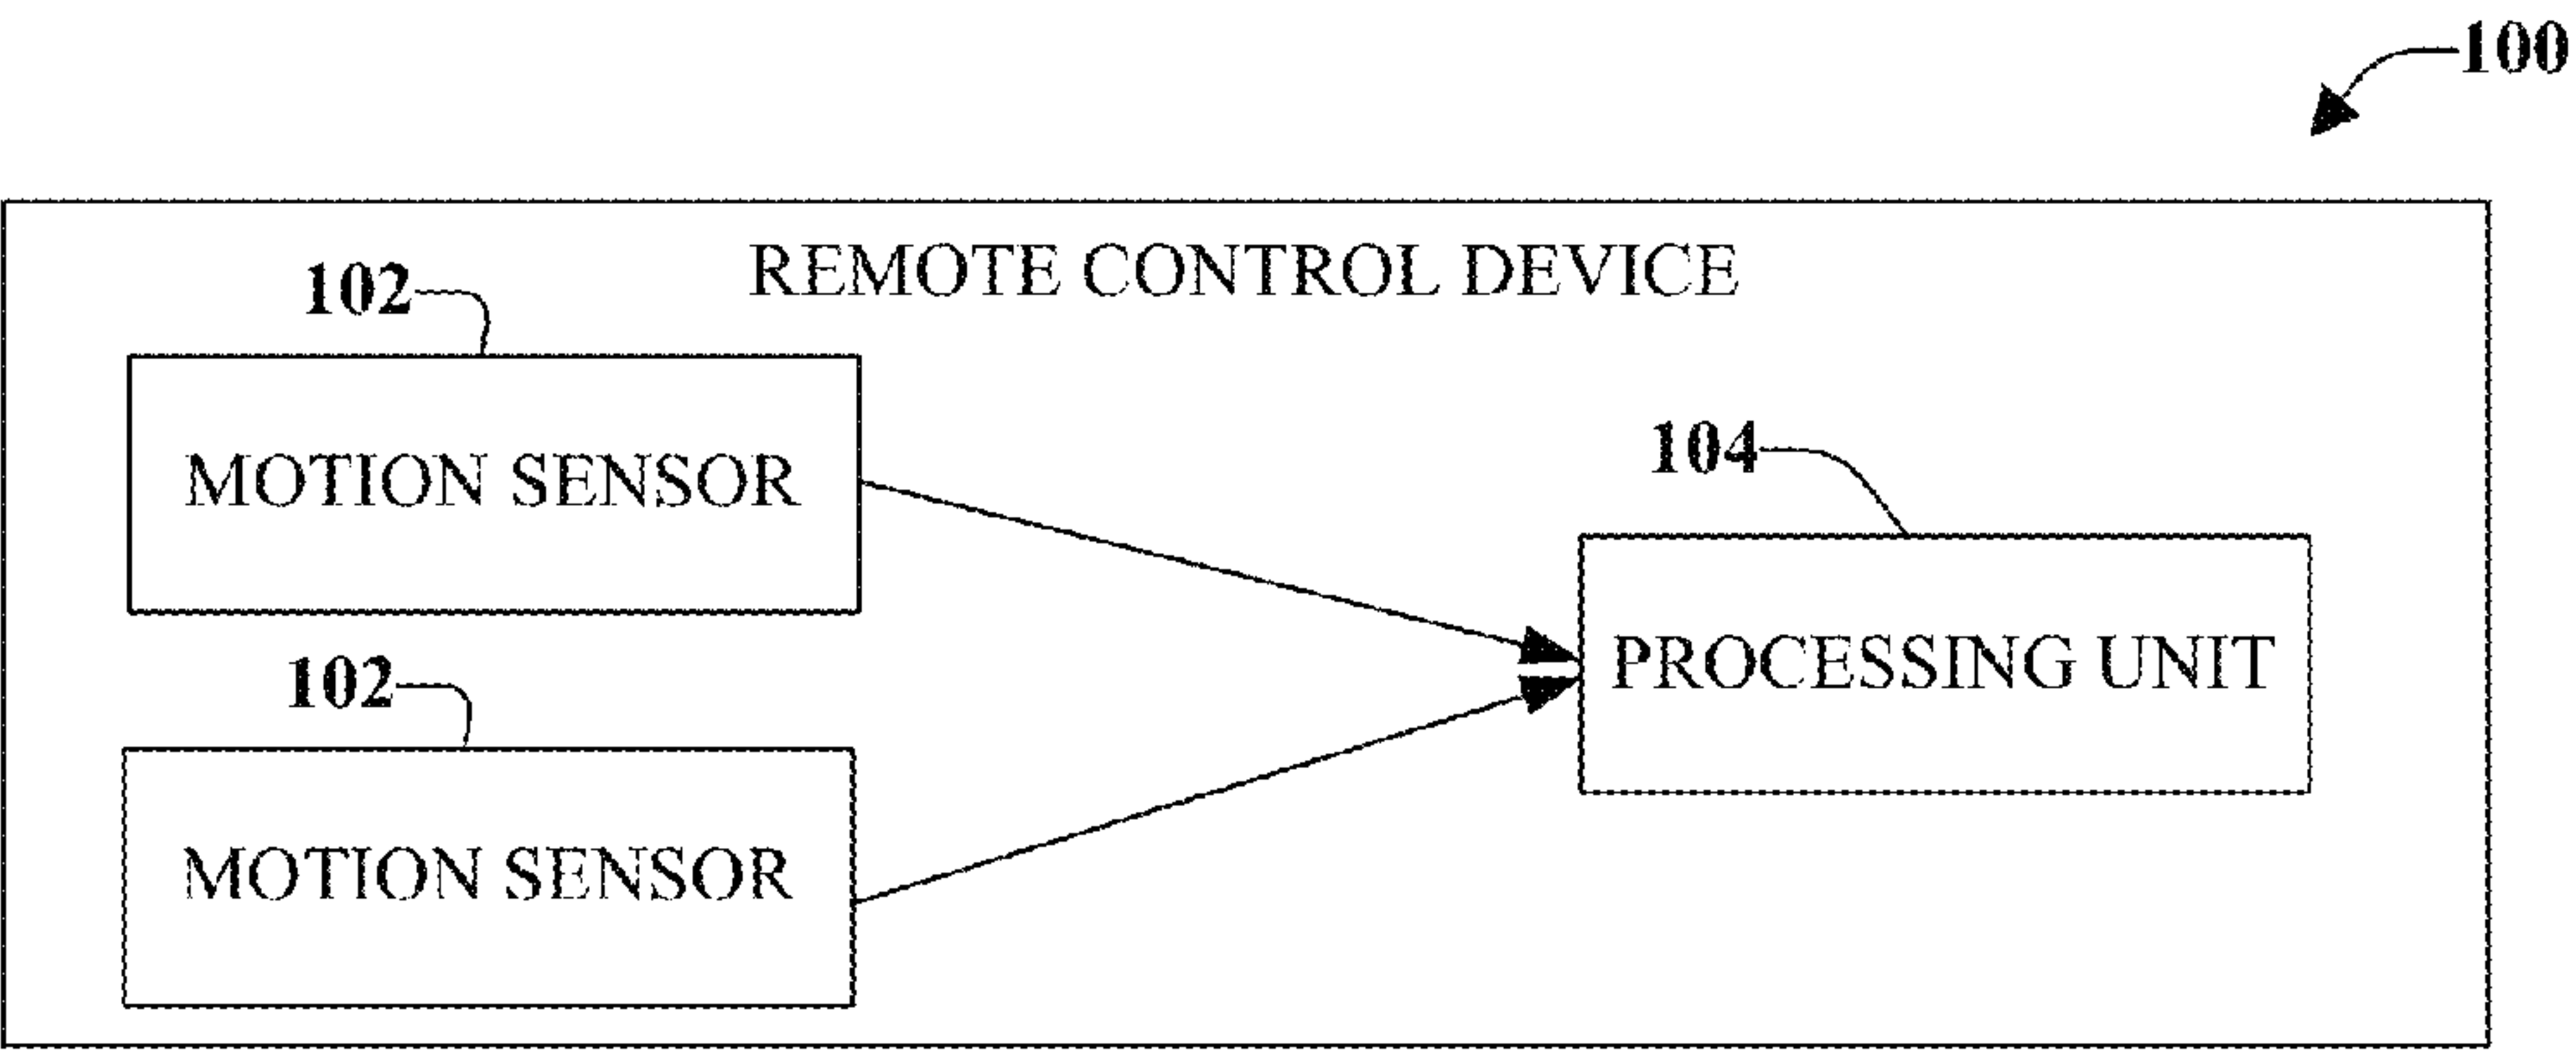 100
REMOTE CONTROL DEVICE
102
MOTION SENSOR
104
PROCESSING UNIT
102
MOTION SENSOR